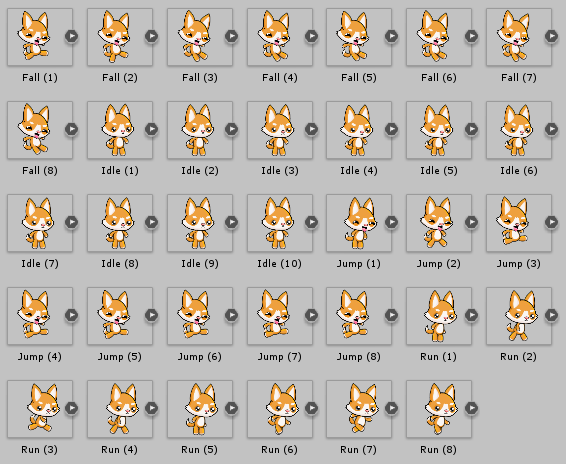 Fall (1) Fall (2) Fall (3) Fall (4) Fall (5) Fall (6) Fall (7)
Fall (8) Idle (1) Idle (2) Idle (3) Idle (4) Idle (5) Idle (6)
Idle (7) Idle (8) Idle (9) Idle (10) Jump (1) Jump (2) Jump (3)
Jump (4) Jump (5) Jump (6) Jump (7) Jump (8) Run (1) Run (2)
Run (3) Run (4) Run (5) Run (6) Run (7) Run (8)